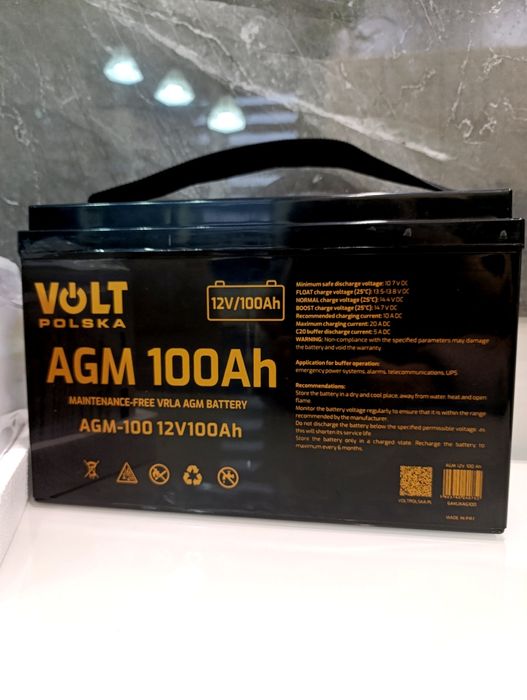 VOLT
POLSKA
12V/100Ah
AGM 100Ah
MAINTENANCE-FREE VRLA AGM BATTERY
AGM-100 12V100Ah
Minimum safe discharge voltage: 10.7 V DC
FLOAT charge voltage (25°C): 13.5-13.8 V DC
NORMAL charge voltage (25°C): 14.4 V DC
BOOST charge voltage (25°C): 14.7 V DC
Recommended charging current: 10 A DC
Maximum charging current: 20 A DC
C20 buffer discharge current: 5 A DC
WARNING: Non-compliance with the specified parameters may damage
the battery and void the warranty.
Application for buffer operation:
emergency power systems, alarms, telecommunications, UPS
Recommendations:
Store the battery in a dry and cool place, away from water, heat and open
flame.
Monitor the battery voltage regularly to ensure that it is within the range
recommended by the manufacturer.
Do not discharge the battery below the specified permissible voltage, as
this will shorten its service life
Store the battery only in a charged state. Recharge the battery to
maximum every 6 months.
VOLTPOLSKA.PL
AGM 12V 100 Ah
MADE IN P.R.C